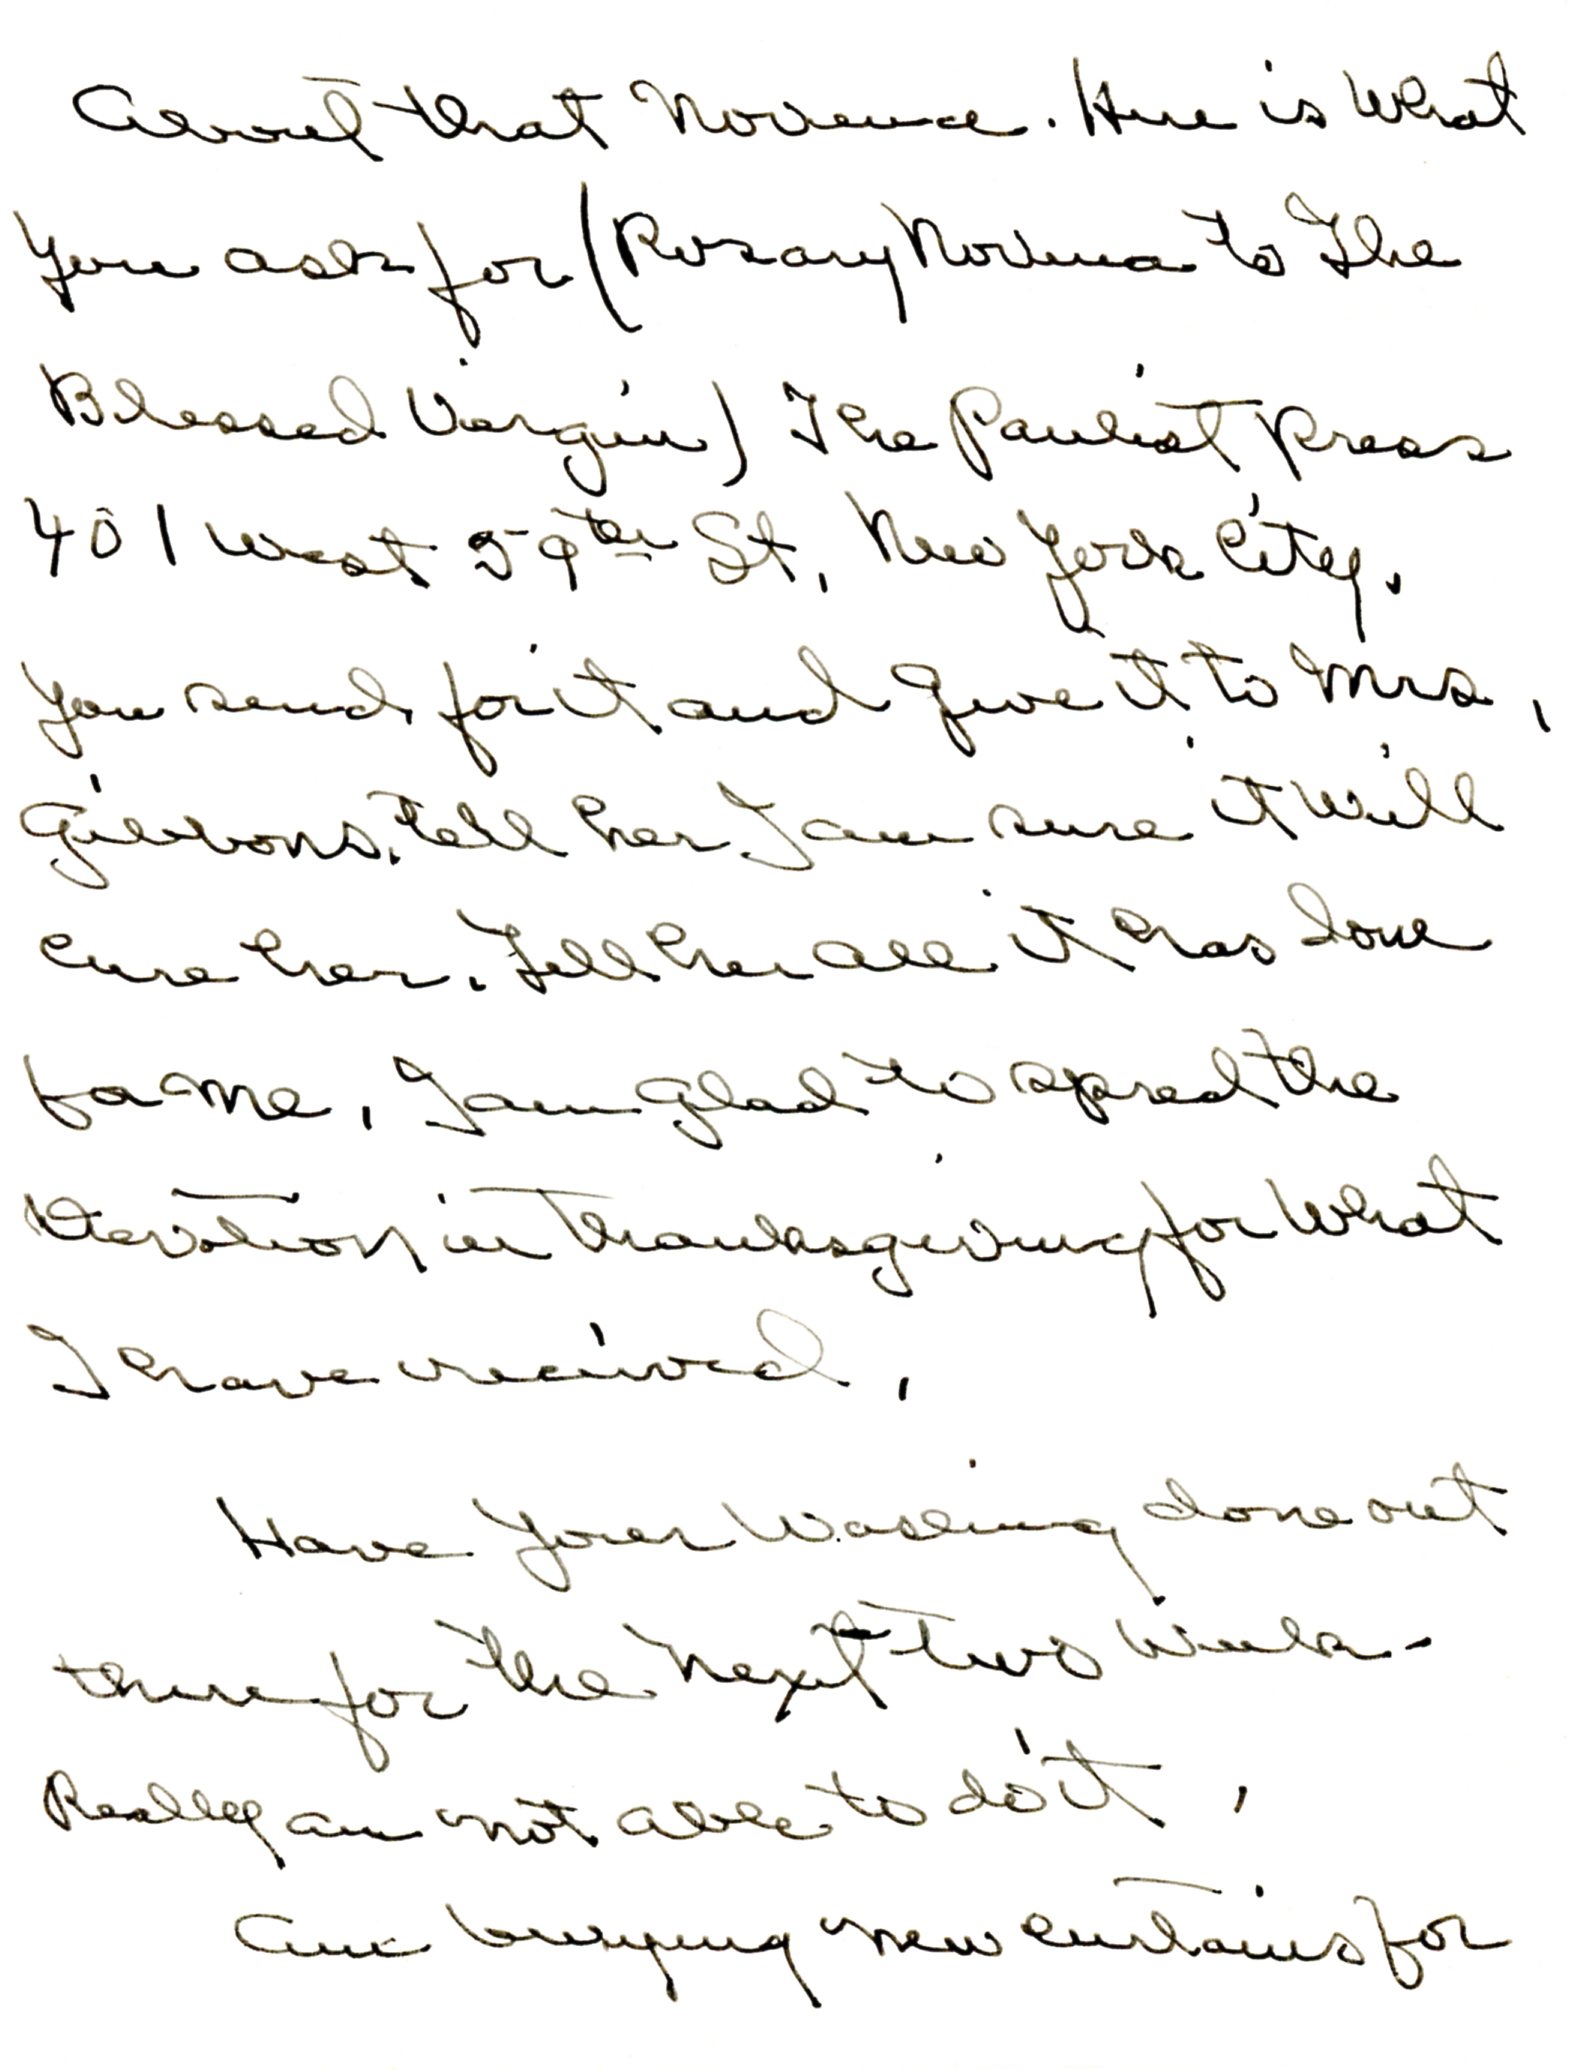 About that Novena. Here is What
you ask for (Rosary Novena to The
Blessed Virgin) The Paulist Press
401 West 59th St, New York City.
You send for it and Give it to Mrs,
Gibbons, tell her I am sure it Will
cure her. Tell her all it has done
for me, I am glad to spread the
Devotion in Thanksgiving for What
I have received,
Have Your Washing done out
there for the Next Two Weeks -
Really am not able to do it,
Am buying new curtains for